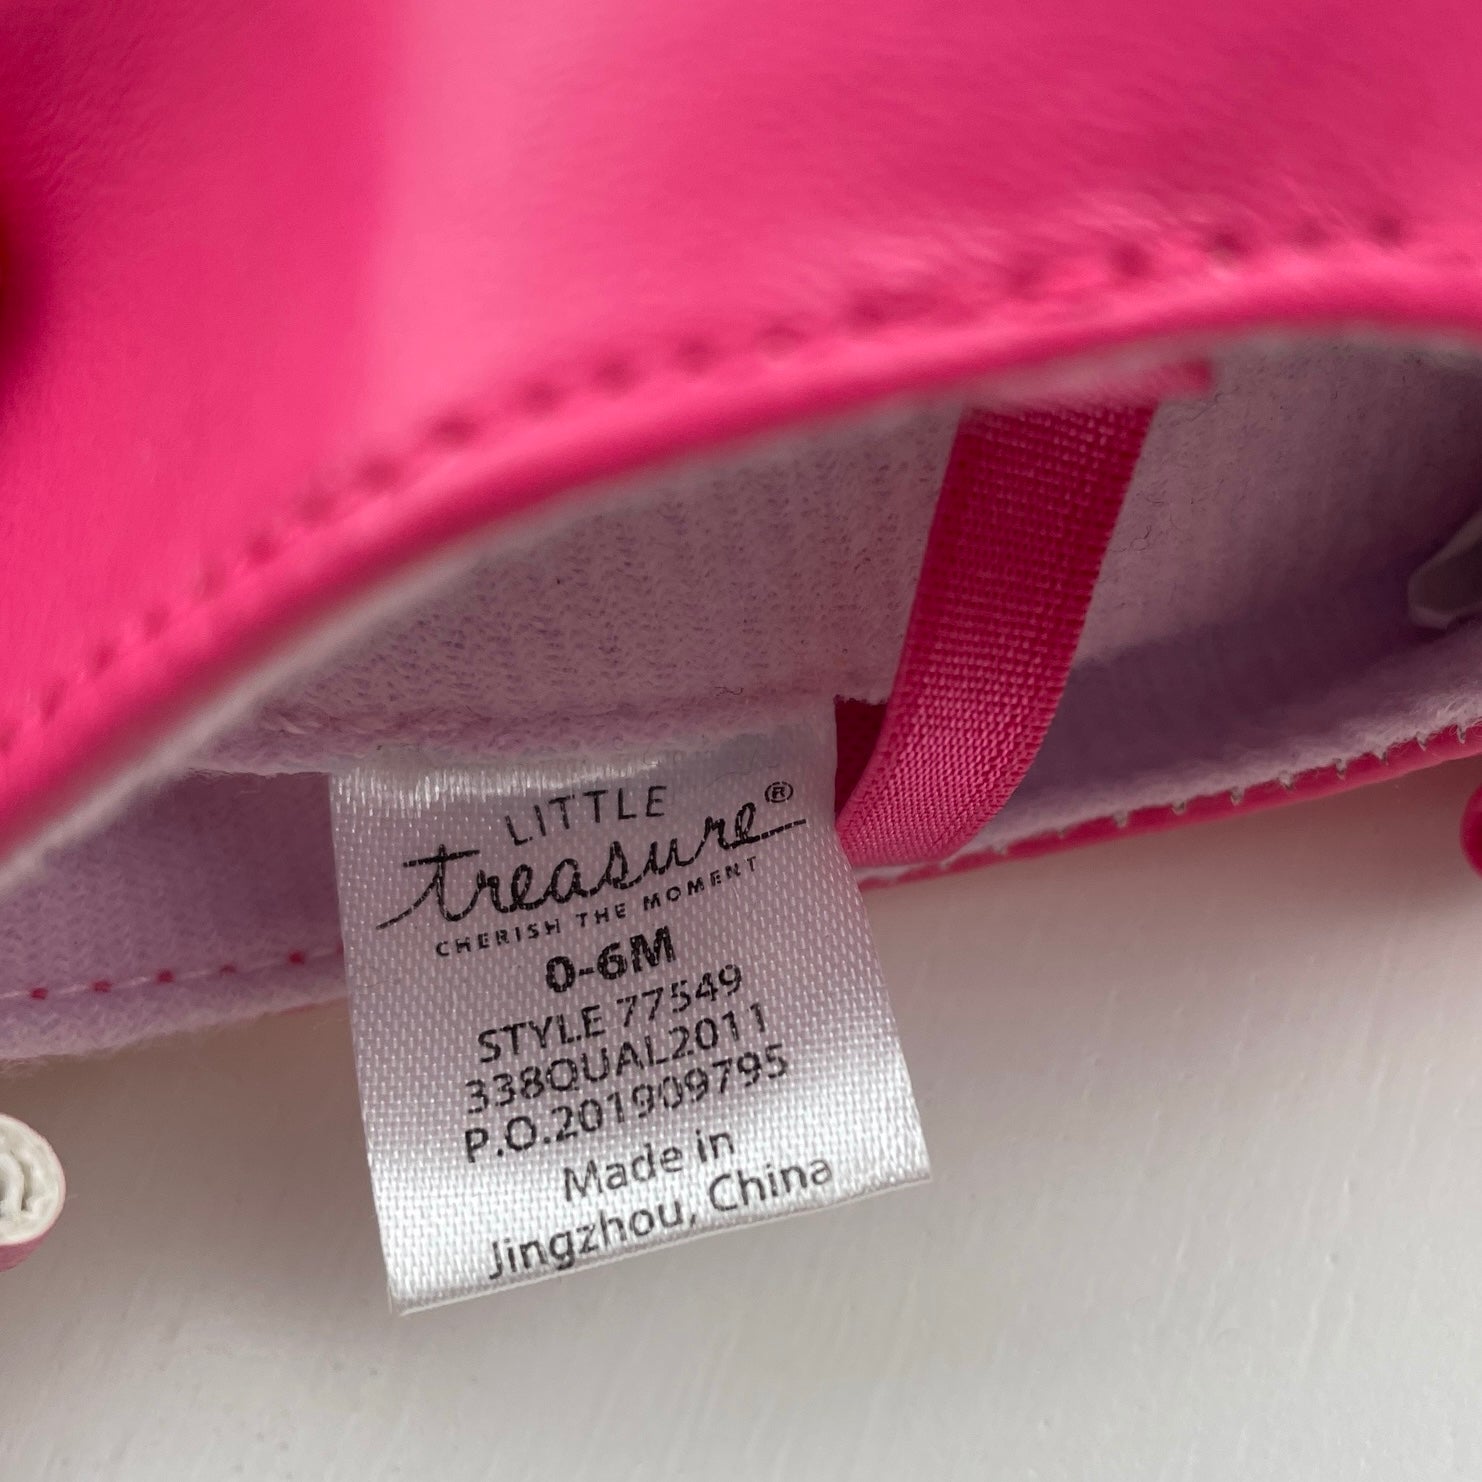 LITTLE
treasure®
CHERISH THE MOMENT
0-6M
STYLE 77549
338QUAL2011
P.O.201909795
Made in
Jingzhou, China